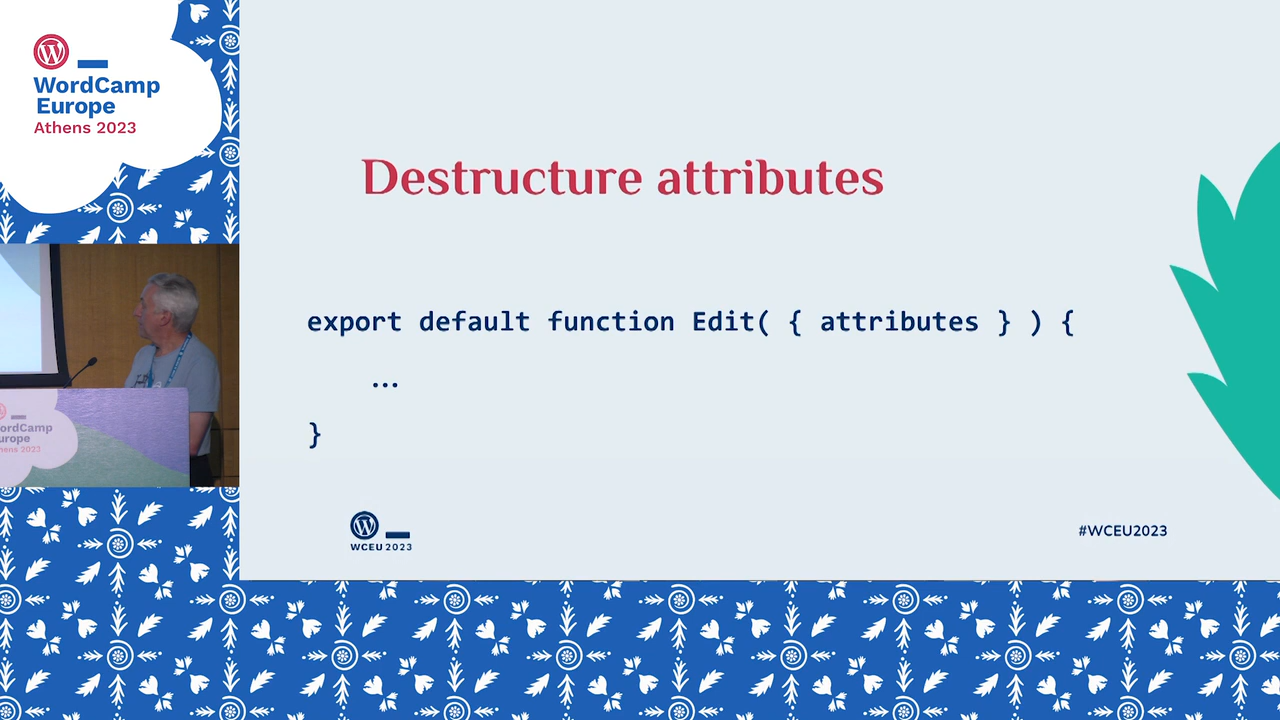 WordCamp
Europe
Athens 2023
Destructure attributes
export default function Edit( { attributes } ) {
...
}
WCEU 2023
#WCEU2023